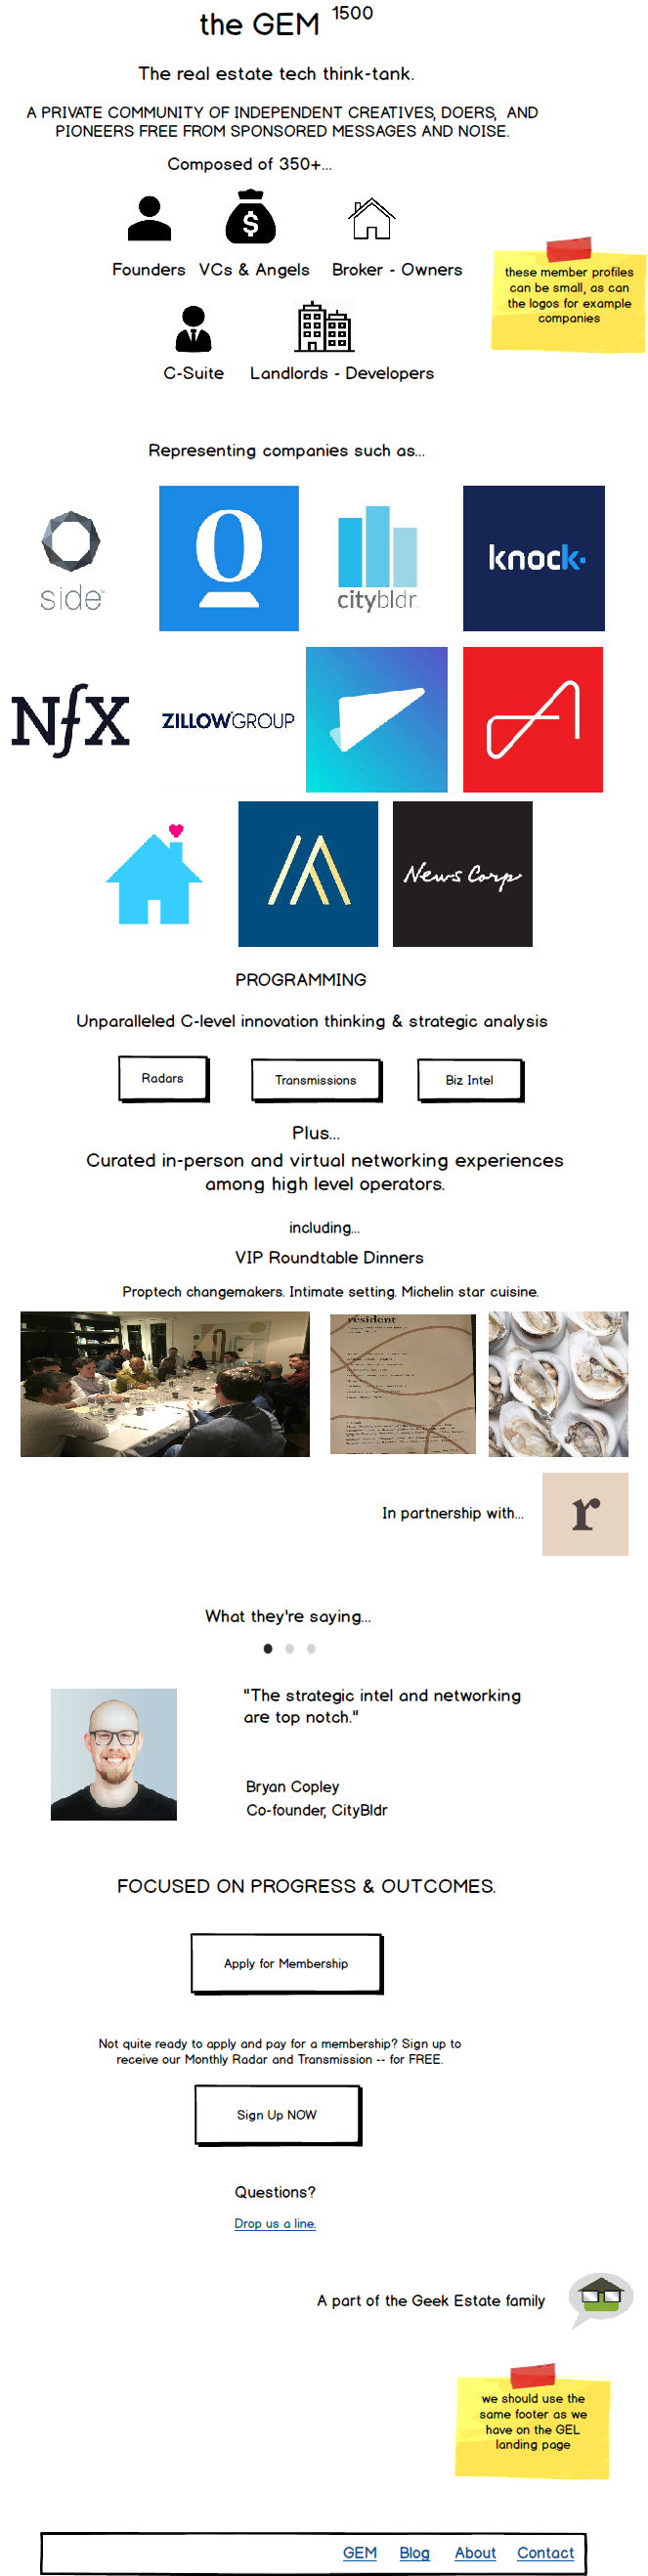 the GEM 1500
The real estate tech think-tank.
A PRIVATE COMMUNITY OF INDEPENDENT CREATIVES, DOERS, AND
PIONEERS FREE FROM SPONSORED MESSAGES AND NOISE.
Composed of 350+...
Founders VCs & Angels Broker - Owners
these member profiles
can be small, as can
the logos for example
companies
C-Suite Landlords - Developers
Representing companies such as...
side™
citybldr.
knock.
NfX
ZILLOW GROUP
News Corp
PROGRAMMING
Unparalleled C-level innovation thinking & strategic analysis
Radars Transmissions Biz Intel
Plus...
Curated in-person and virtual networking experiences
among high level operators.
including...
VIP Roundtable Dinners
Proptech changemakers. Intimate setting. Michelin star cuisine.
resident
In partnership with... r
What they're saying...
"The strategic intel and networking
are top notch."
Bryan Copley
Co-founder, CityBldr
FOCUSED ON PROGRESS & OUTCOMES.
Apply for Membership
Not quite ready to apply and pay for a membership? Sign up to
receive our Monthly Radar and Transmission -- for FREE.
Sign Up NOW
Questions?
Drop us a line.
A part of the Geek Estate family
we should use the
same footer as we
have on the GEL
landing page
GEM Blog About Contact